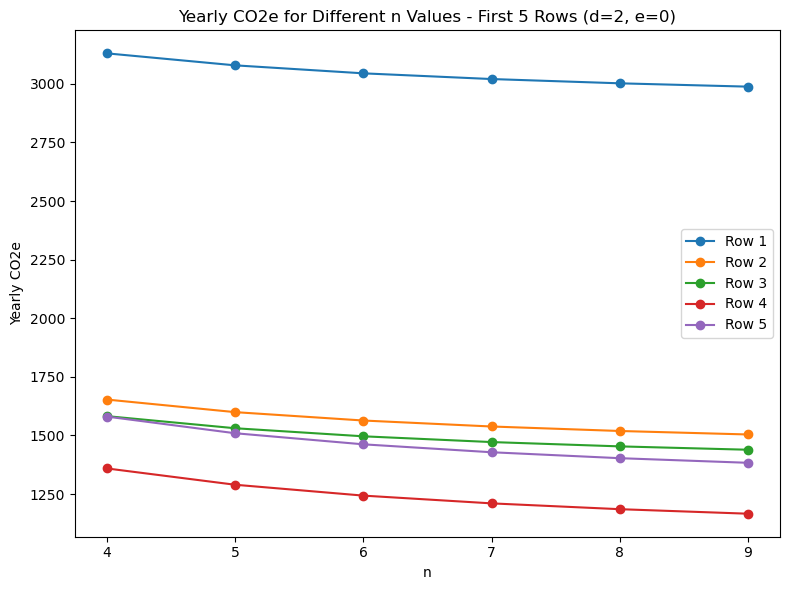 Yearly CO2e for Different n Values - First 5 Rows (d=2, e=0)
Yearly CO2e
3000
2750
2500
2250
2000
1750
1500
1250
Row 1
Row 2
Row 3
Row 4
Row 5
4 5 6 7 8 9
n